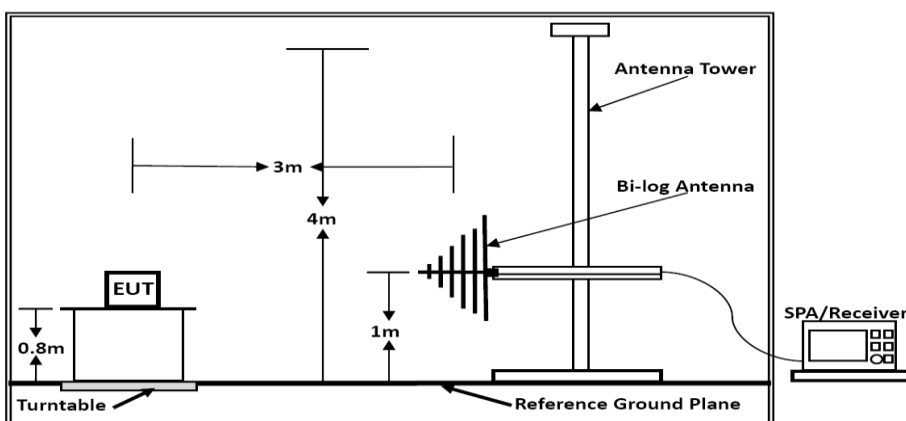 Antenna Tower
3m
Bi-log Antenna
4m
EUT
SPA/Receiver
1m
0.8m
Turntable
Reference Ground Plane